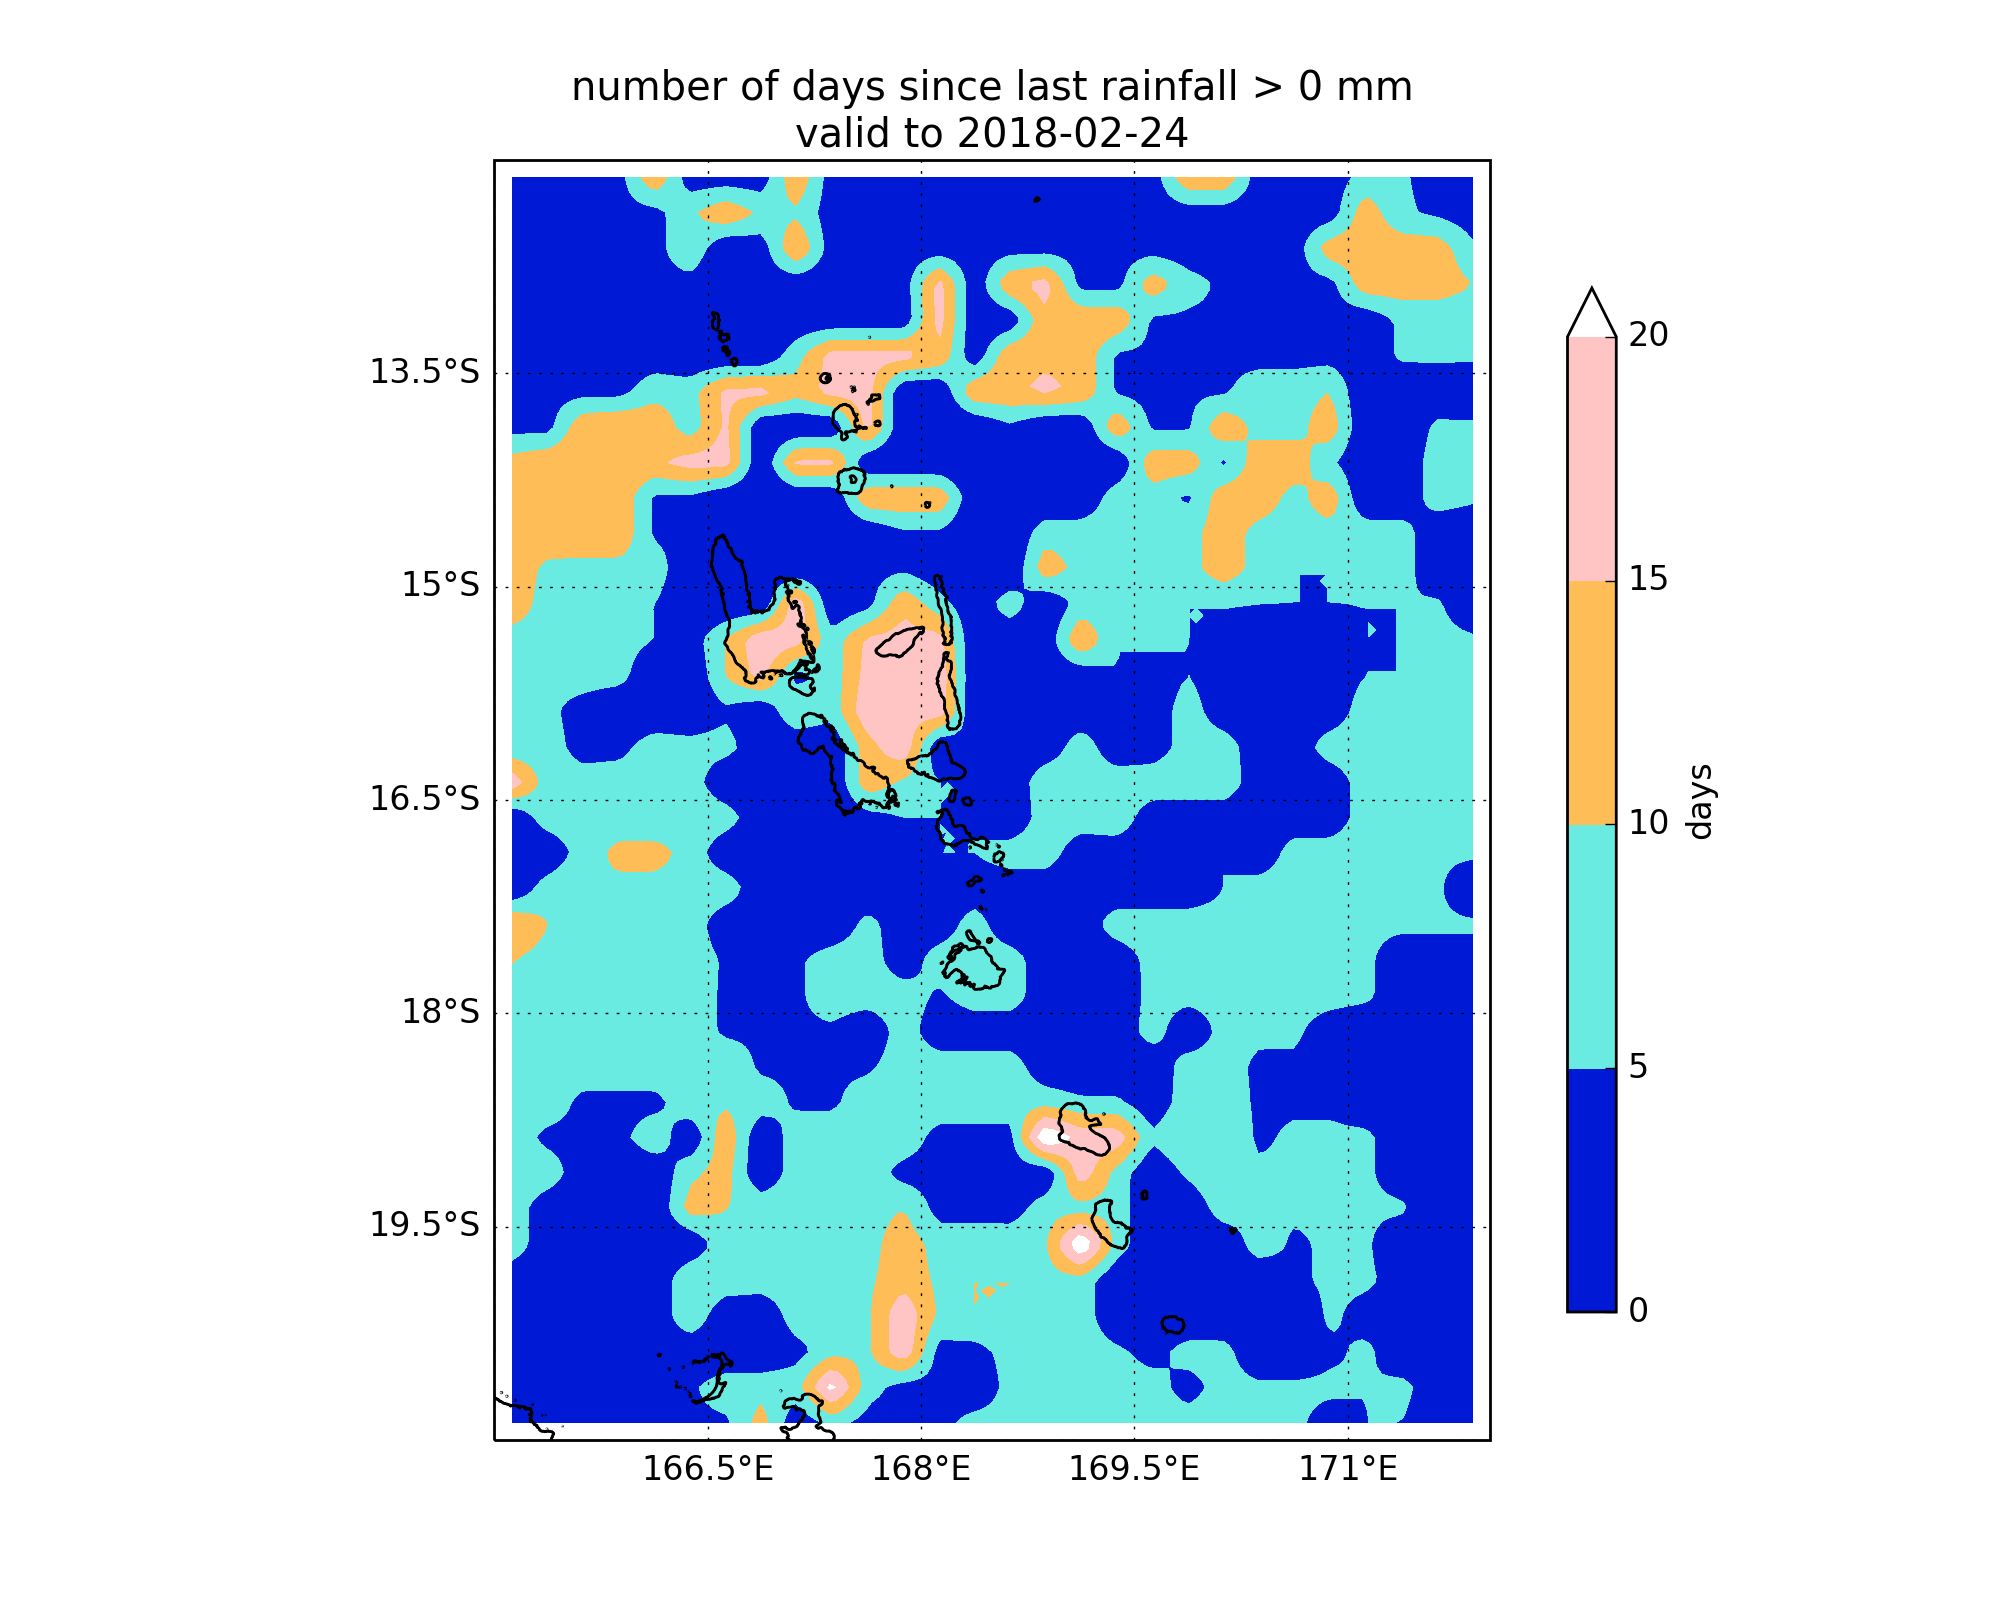 number of days since last rainfall > 0 mm
valid to 2018-02-24
13.5°S
15°S
16.5°S
18°S
19.5°S
166.5°E
168°E
169.5°E
171°E
20
15
10
5
0
days